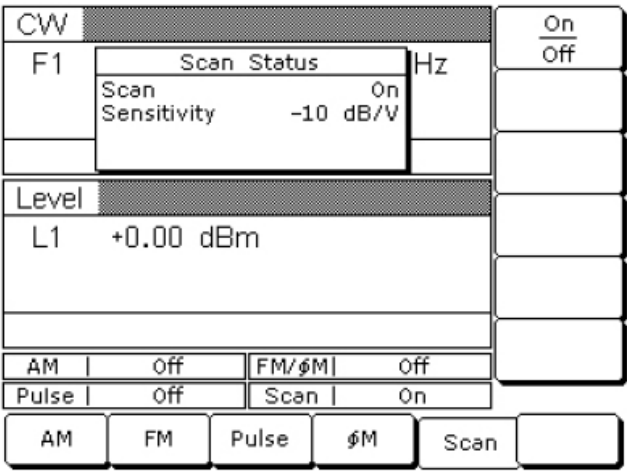 CW
On
Off
F1 Hz
Scan Status
Scan On
Sensitivity -10 dB/V
Level
L1 +0.00 dBm
AM | Off FM/ϕM| Off
Pulse | Off Scan | On
AM FM Pulse ϕM Scan